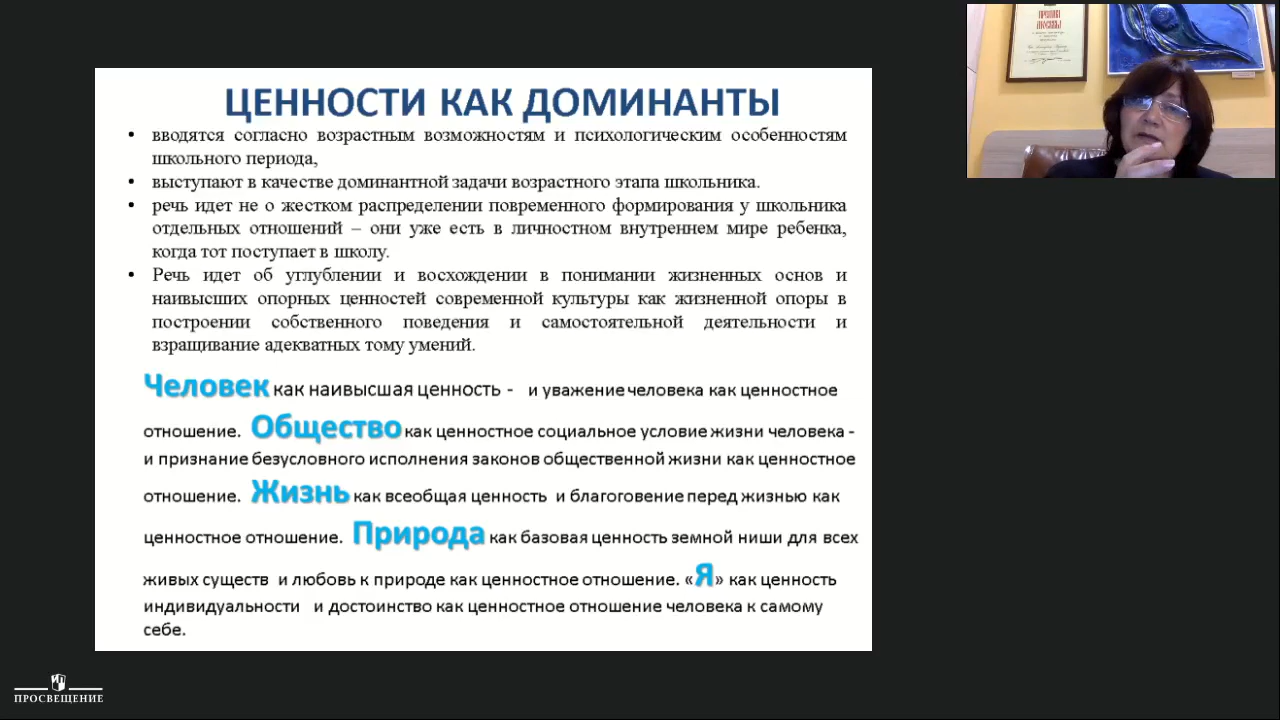 ЦЕННОСТИ КАК ДОМИНАНТЫ
• вводятся согласно возрастным возможностям и психологическим особенностям
школьного периода,
• выступают в качестве доминантной задачи возрастного этапа школьника.
• речь идет не о жестком распределении повременного формирования у школьника
отдельных отношений – они уже есть в личностном внутреннем мире ребенка,
когда тот поступает в школу.
• Речь идет об углублении и восхождении в понимании жизненных основ и
наивысших опорных ценностей современной культуры как жизненной опоры в
построении собственного поведения и самостоятельной деятельности и
взращивание адекватных тому умений.
Человек как наивысшая ценность - и уважение человека как ценностное
отношение. Общество как ценностное социальное условие жизни человека -
и признание безусловного исполнения законов общественной жизни как ценностное
отношение. Жизнь как всеобщая ценность и благоговение перед жизнью как
ценностное отношение. Природа как базовая ценность земной ниши для всех
живых существ и любовь к природе как ценностное отношение. «Я» как ценность
индивидуальности и достоинство как ценностное отношение человека к самому
себе.
ПРЕМИЯ
МОСКВЫ
ПРОСВЕЩЕНИЕ